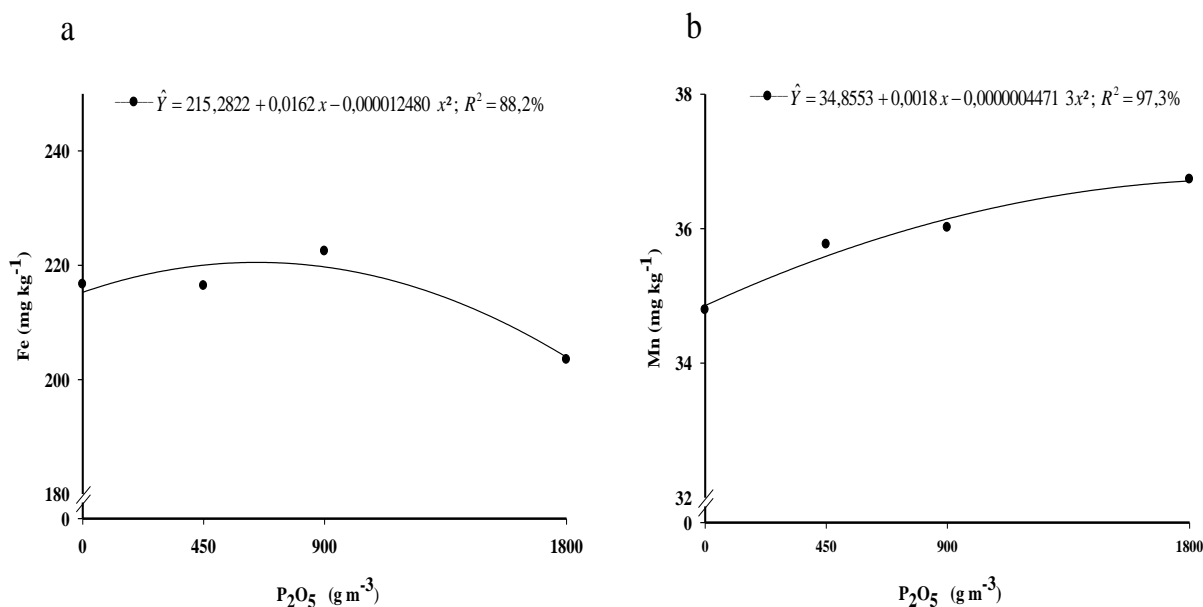 a
Ŷ = 215,2822 + 0,0162 x − 0,000012480 x²; R² = 88,2%
240
220
200
180
0
Fe (mg kg⁻¹)
0 450 900 1800
P₂O₅ (g m⁻³)
b
38
Ŷ = 34,8553 + 0,0018 x − 0,0000004471 3x²; R² = 97,3%
36
34
32
0
Mn (mg kg⁻¹)
0 450 900 1800
P₂O₅ (g m⁻³)